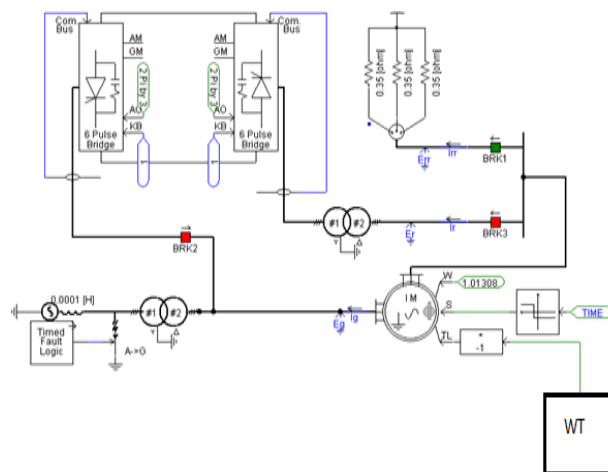 Com.
Bus
Com.
Bus
AM
GM
AM
GM
2 Pi by 3
2 Pi by 3
AO
KB
AO
KB
6 Pulse
Bridge
6 Pulse
Bridge
1
1
0.35 [ohm]
0.35 [ohm]
0.35 [ohm]
Err
Irr
BRK1
#1
#2
Er
Ir
BRK3
BRK2
0.0001 [H]
S
#1
#2
Timed
Fault
Logic
A->G
Eg
Ig
I M
W
1.01308
S
TL
TIME
*
-1
WT